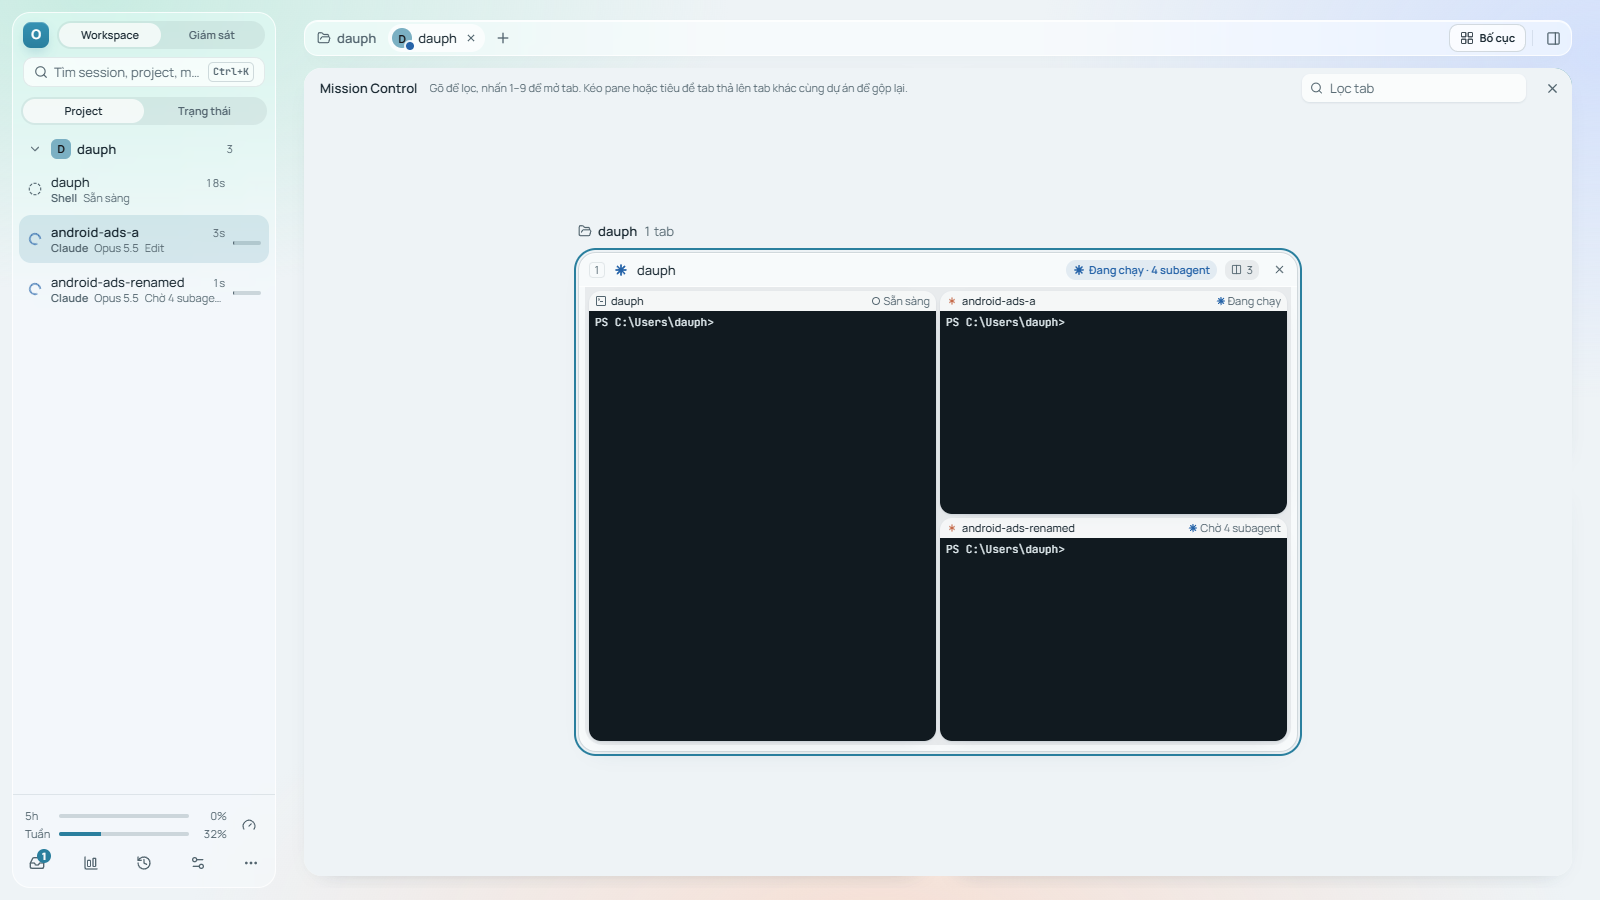 O
Workspace
Giám sát
Tìm session, project, m...
Ctrl+K
Project
Trạng thái
D dauph 3
dauph 18s
Shell Sẵn sàng
android-ads-a 3s
Claude Opus 5.5 Edit
android-ads-renamed 1s
Claude Opus 5.5 Chờ 4 subage...
5h 0%
Tuần 32%
1
dauph
D dauph
Bố cục
Mission Control
Gõ để lọc, nhấn 1–9 để mở tab. Kéo pane hoặc tiêu đề tab thả lên tab khác cùng dự án để gộp lại.
Lọc tab
dauph 1 tab
1 dauph
Đang chạy · 4 subagent
3
dauph
Sẵn sàng
PS C:\Users\dauph>
android-ads-a
Đang chạy
PS C:\Users\dauph>
android-ads-renamed
Chờ 4 subagent
PS C:\Users\dauph>